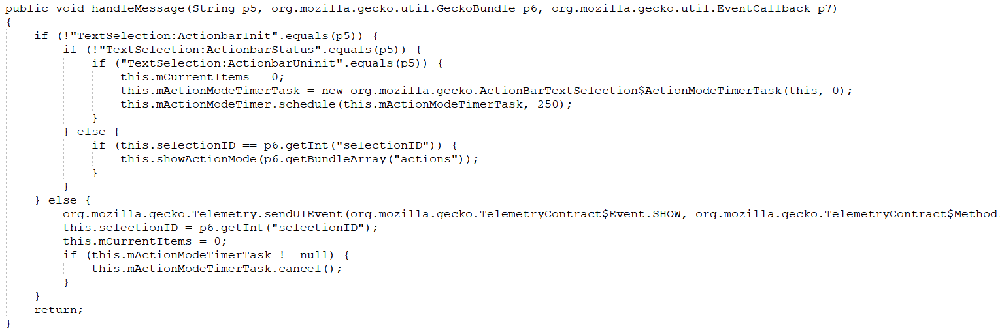 public void handleMessage(String p5, org.mozilla.gecko.util.GeckoBundle p6, org.mozilla.gecko.util.EventCallback p7)
{
    if (!"TextSelection:ActionbarInit".equals(p5)) {
        if (!"TextSelection:ActionbarStatus".equals(p5)) {
            if ("TextSelection:ActionbarUninit".equals(p5)) {
                this.mCurrentItems = 0;
                this.mActionModeTimerTask = new org.mozilla.gecko.ActionBarTextSelection$ActionModeTimerTask(this, 0);
                this.mActionModeTimer.schedule(this.mActionModeTimerTask, 250);
            }
        } else {
            if (this.selectionID == p6.getInt("selectionID")) {
                this.showActionMode(p6.getBundleArray("actions"));
            }
        }
    } else {
        org.mozilla.gecko.Telemetry.sendUIEvent(org.mozilla.gecko.TelemetryContract$Event.SHOW, org.mozilla.gecko.TelemetryContract$Method
        this.selectionID = p6.getInt("selectionID");
        this.mCurrentItems = 0;
        if (this.mActionModeTimerTask != null) {
            this.mActionModeTimerTask.cancel();
        }
    }
    return;
}